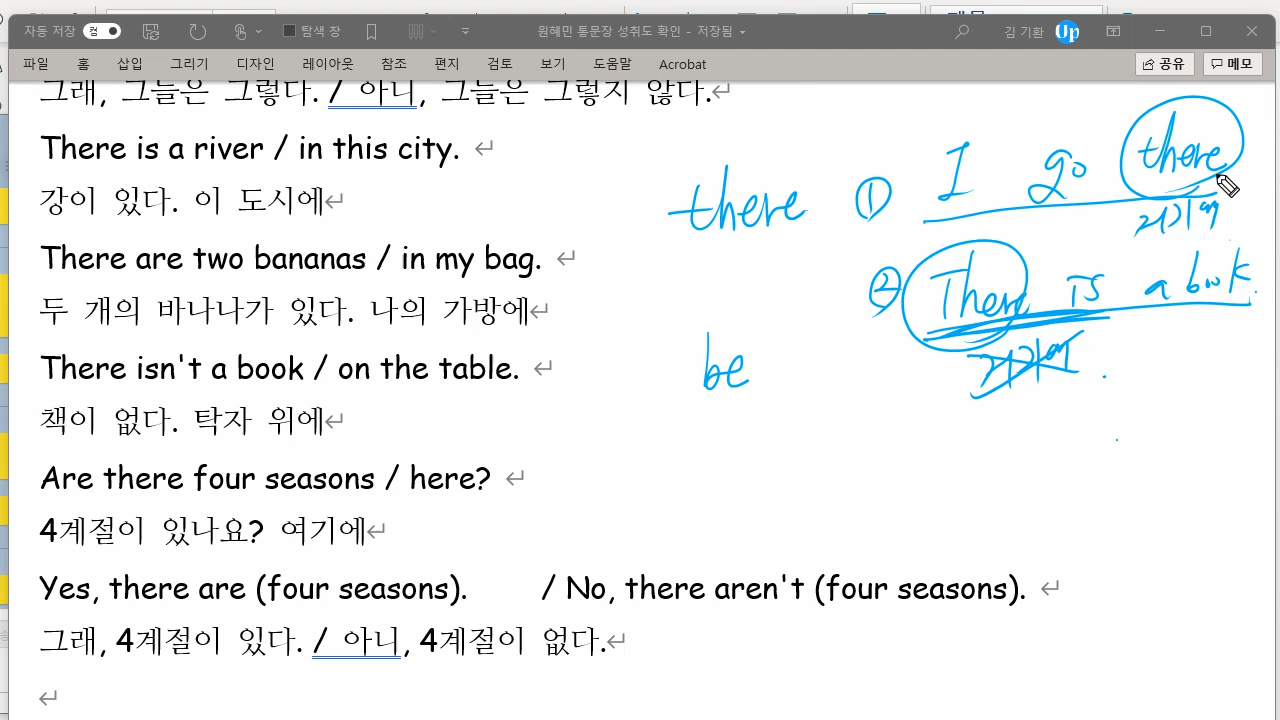 자동 저장 켬 탐색 창 원혜민 통문장 성취도 확인 - 저장됨 김 기환 Up
파일 홈 삽입 그리기 디자인 레이아웃 참조 편지 검토 보기 도움말 Acrobat 공유 메모
그래, 그들은 그렇다. / 아니, 그들은 그렇지 않다.↵
There is a river / in this city. ↵
강이 있다. 이 도시에↵
There are two bananas / in my bag. ↵
두 개의 바나나가 있다. 나의 가방에↵
There isn't a book / on the table. ↵
책이 없다. 탁자 위에↵
Are there four seasons / here? ↵
4계절이 있나요? 여기에↵
Yes, there are (four seasons). / No, there aren't (four seasons). ↵
그래, 4계절이 있다. / 아니, 4계절이 없다.↵
↵
there ① I go there
거기에
② There is a book.
거기에
be